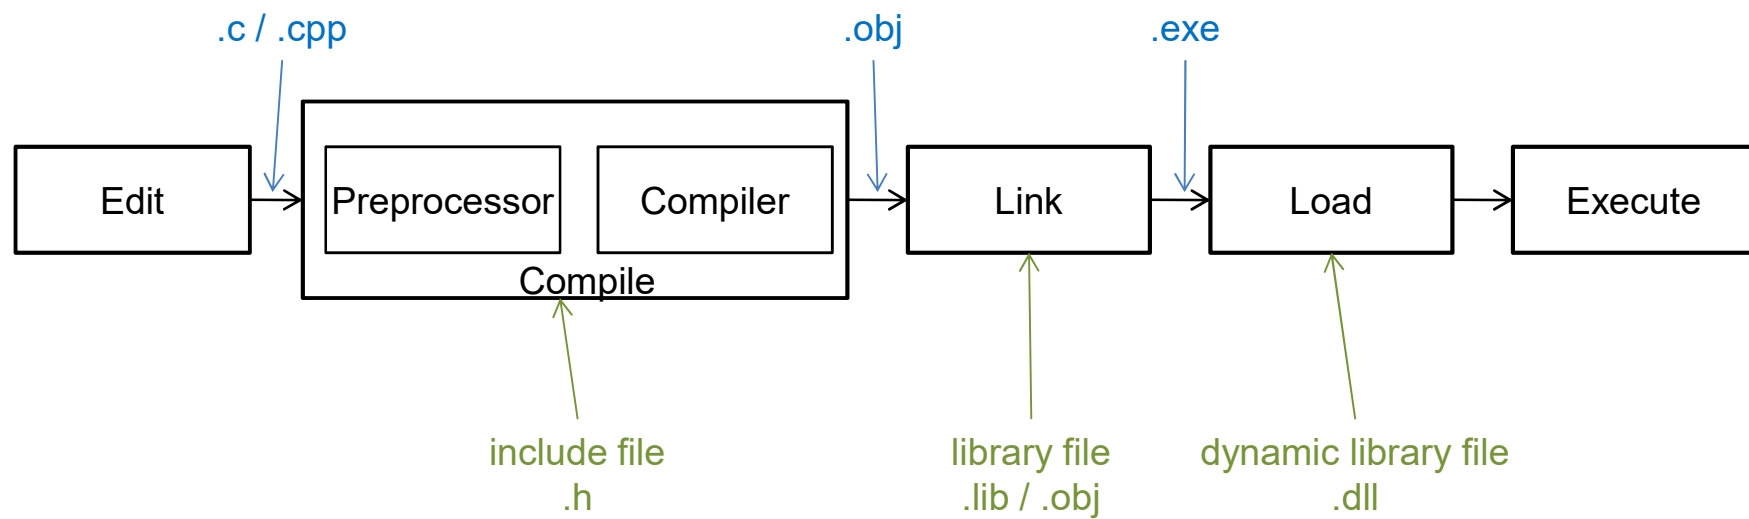 .c / .cpp
.obj
.exe
Edit
Preprocessor
Compiler
Compile
Link
Load
Execute
include file
.h
library file
.lib / .obj
dynamic library file
.dll